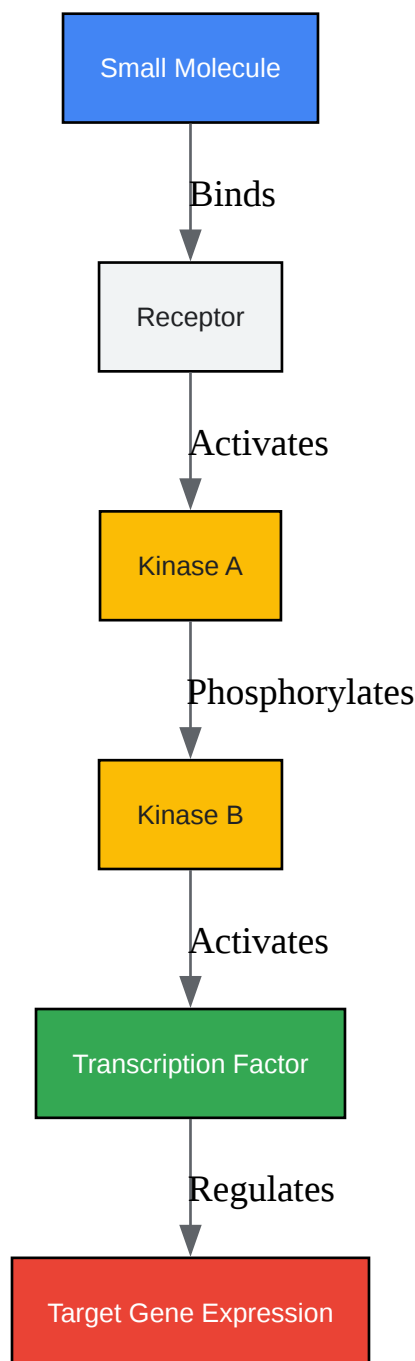 Small Molecule
Binds
Receptor
Activates
Kinase A
Phosphorylates
Kinase B
Activates
Transcription Factor
Regulates
Target Gene Expression